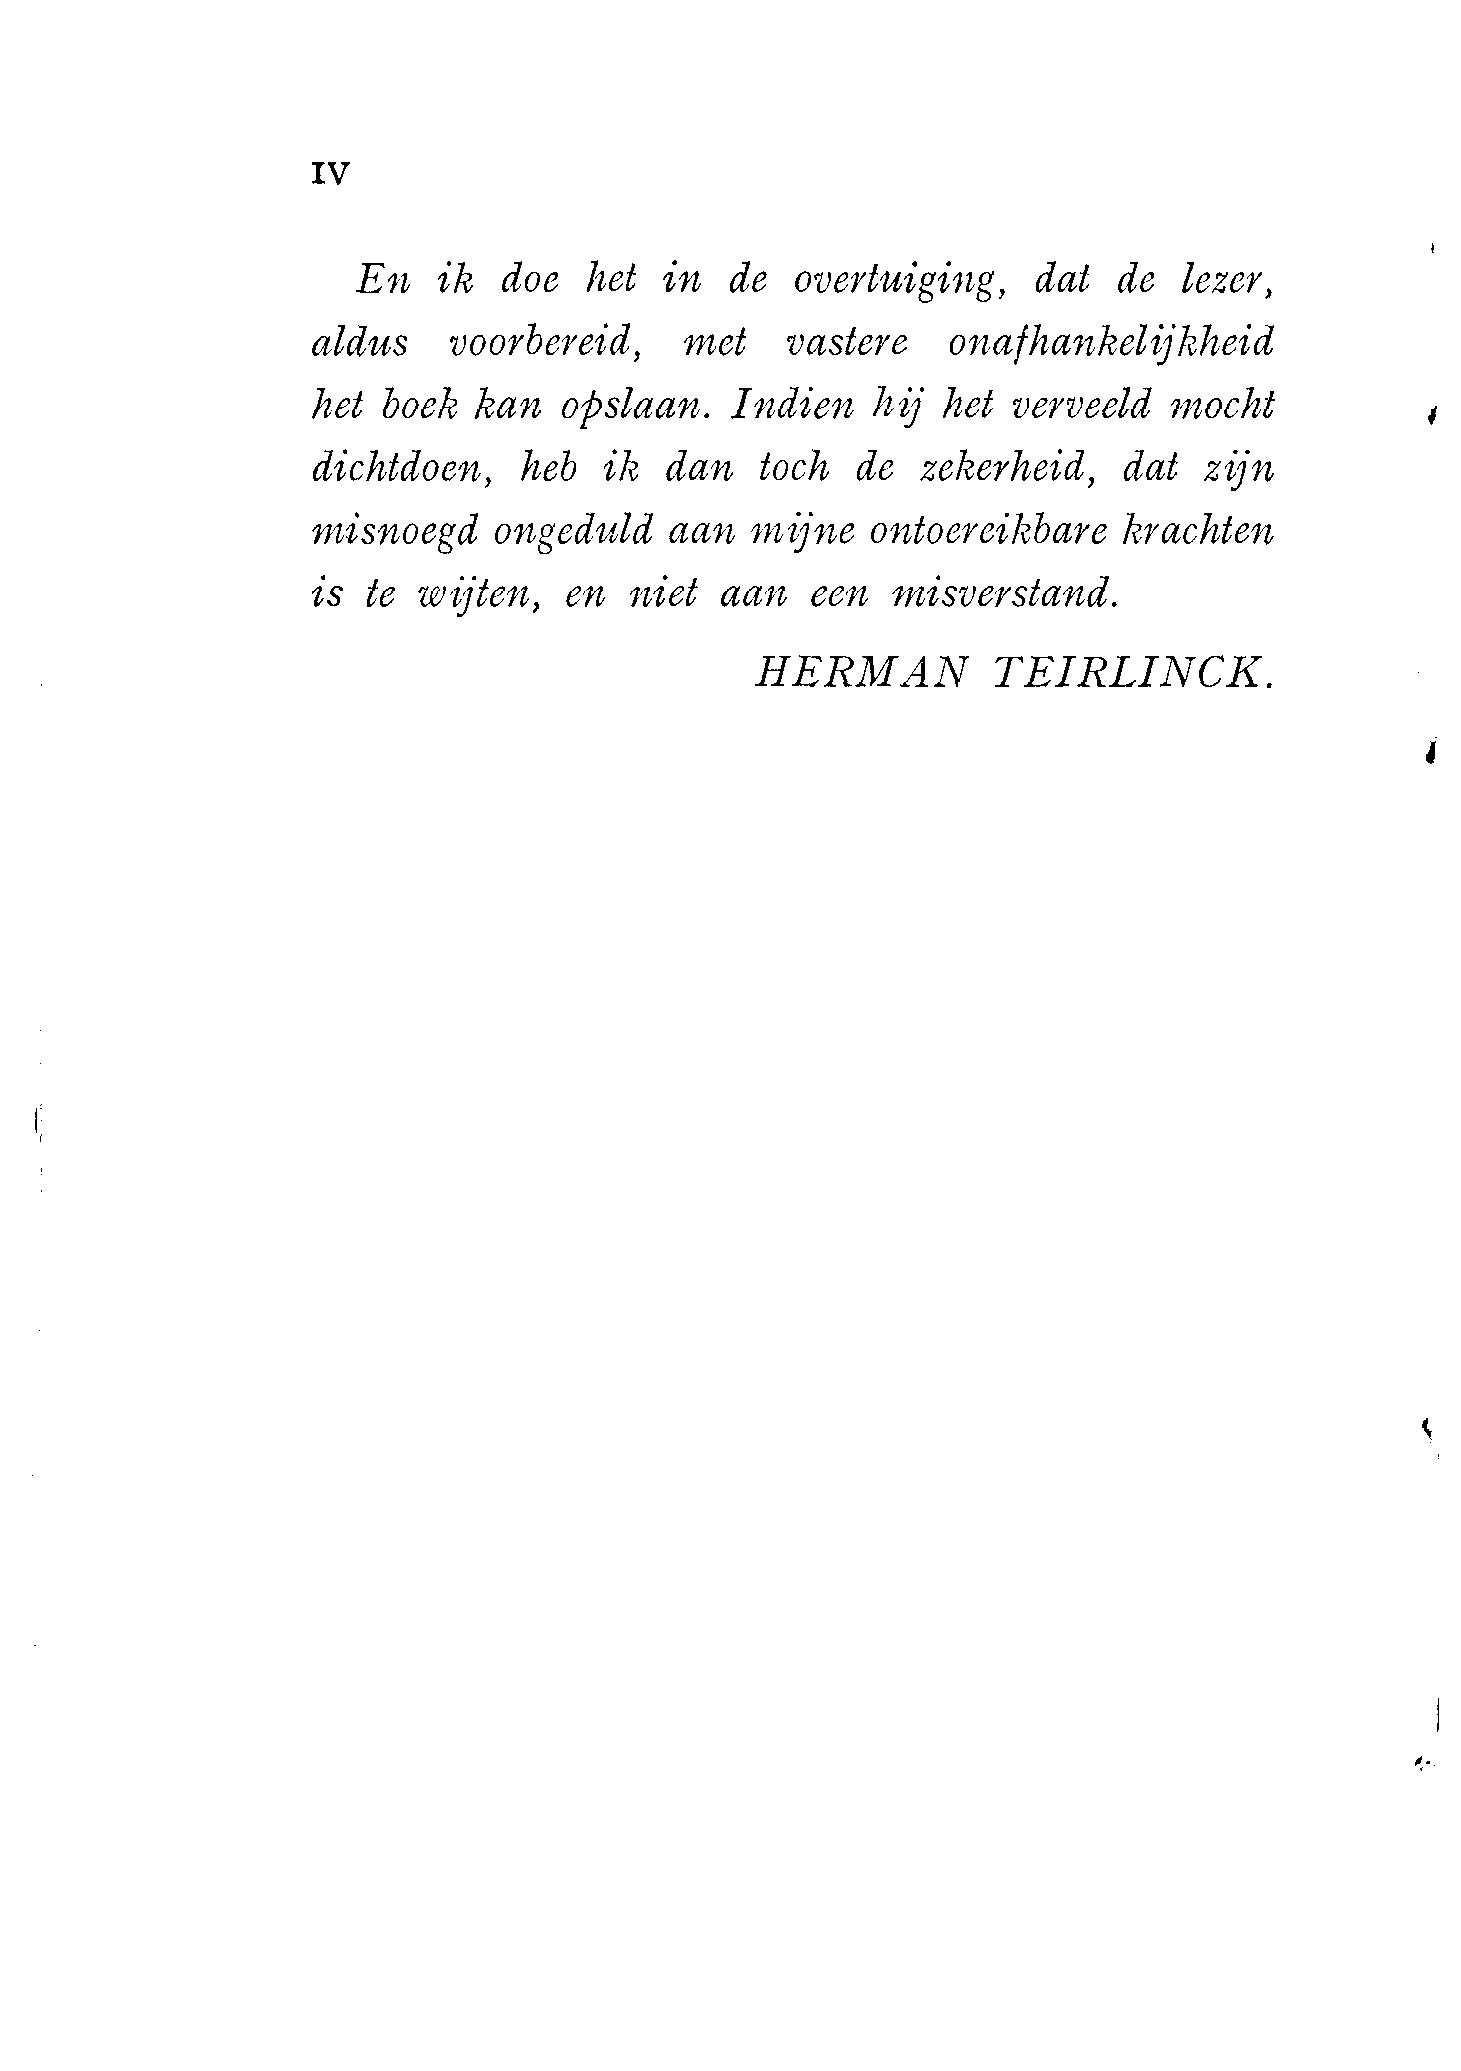 IV
En ik doe het in de overtuiging, dat de lezer,
aldus voorbereid, met vastere onafhankelijkheid
het boek kan opslaan. Indien hij het verveeld mocht
dichtdoen, heb ik dan toch de zekerheid, dat zijn
misnoegd ongeduld aan mijne ontoereikbare krachten
is te wijten, en niet aan een misverstand.
HERMAN TEIRLINCK.